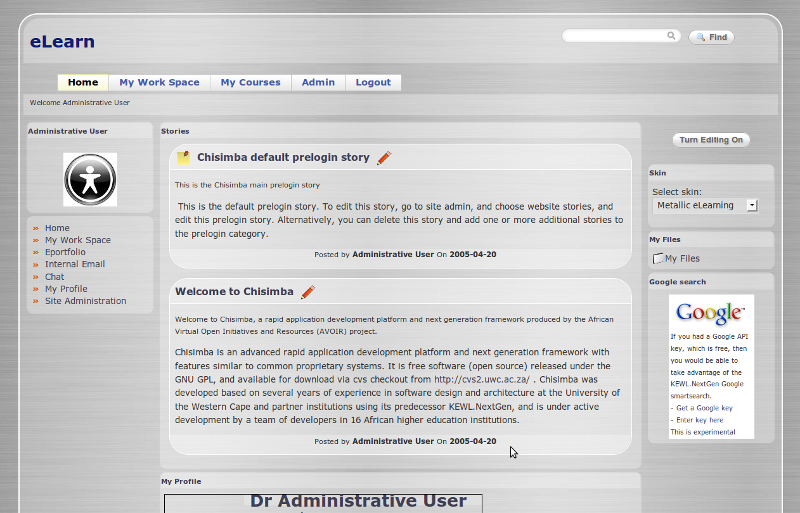 eLearn
Find
Home
My Work Space
My Courses
Admin
Logout
Welcome Administrative User
Administrative User
» Home
» My Work Space
» Eportfolio
» Internal Email
» Chat
» My Profile
» Site Administration
Stories
Chisimba default prelogin story
This is the Chisimba main prelogin story
This is the default prelogin story. To edit this story, go to site admin, and choose website stories, and
edit this prelogin story. Alternatively, you can delete this story and add one or more additional stories to
the prelogin category.
Posted by Administrative User On 2005-04-20
Welcome to Chisimba
Welcome to Chisimba, a rapid application development platform and next generation framework produced by the African
Virtual Open Initiatives and Resources (AVOIR) project.
Chisimba is an advanced rapid application development platform and next generation framework with
features similar to common proprietary systems. It is free software (open source) released under the
GNU GPL, and available for download via cvs checkout from http://cvs2.uwc.ac.za/ . Chisimba was
developed based on several years of experience in software design and architecture at the University of
the Western Cape and partner institutions using its predecessor KEWL.NextGen, and is under active
development by a team of developers in 16 African higher education institutions.
Posted by Administrative User On 2005-04-20
My Profile
Dr Administrative User
Turn Editing On
Skin
Select skin:
Metallic eLearning
My Files
My Files
Google search
Google™
If you had a Google API
key, which is free, then
you would be able to
take advantage of the
KEWL.NextGen Google
smartsearch.
- Get a Google key
- Enter key here
This is experimental